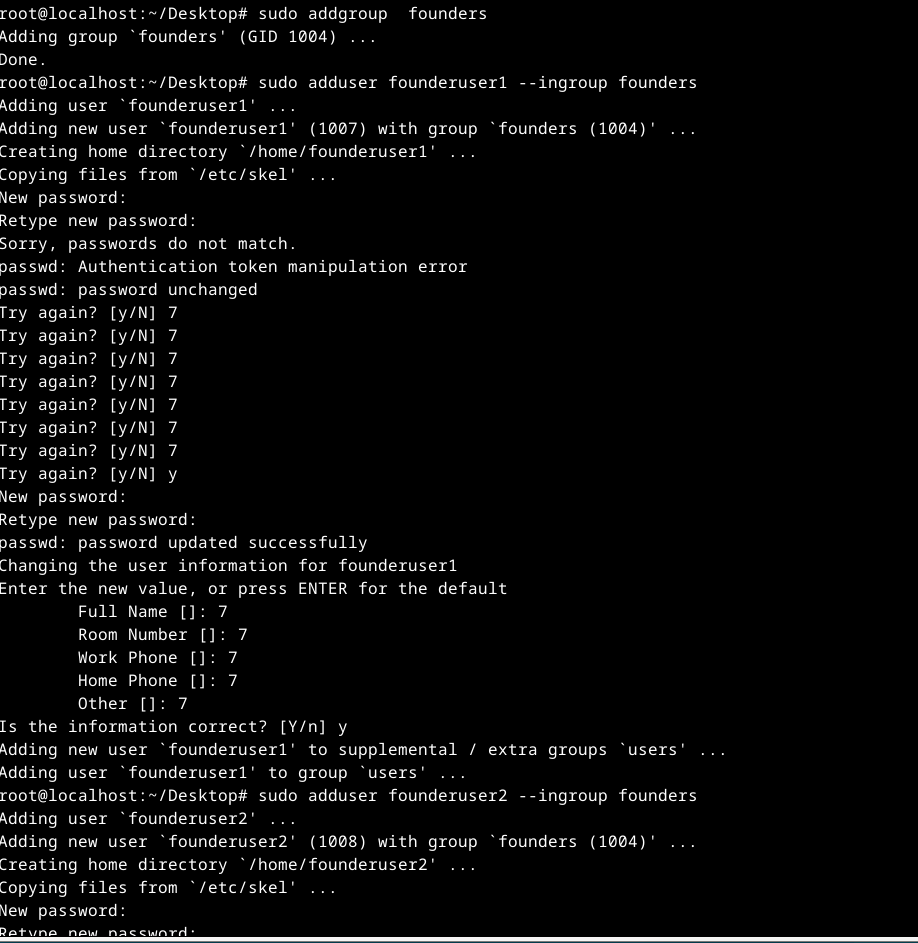 root@localhost:~/Desktop# sudo addgroup  founders
Adding group `founders' (GID 1004) ...
Done.
root@localhost:~/Desktop# sudo adduser founderuser1 --ingroup founders
Adding user `founderuser1' ...
Adding new user `founderuser1' (1007) with group `founders (1004)' ...
Creating home directory `/home/founderuser1' ...
Copying files from `/etc/skel' ...
New password:
Retype new password:
Sorry, passwords do not match.
passwd: Authentication token manipulation error
passwd: password unchanged
Try again? [y/N] 7
Try again? [y/N] 7
Try again? [y/N] 7
Try again? [y/N] 7
Try again? [y/N] 7
Try again? [y/N] 7
Try again? [y/N] 7
Try again? [y/N] y
New password:
Retype new password:
passwd: password updated successfully
Changing the user information for founderuser1
Enter the new value, or press ENTER for the default
        Full Name []: 7
        Room Number []: 7
        Work Phone []: 7
        Home Phone []: 7
        Other []: 7
Is the information correct? [Y/n] y
Adding new user `founderuser1' to supplemental / extra groups `users' ...
Adding user `founderuser1' to group `users' ...
root@localhost:~/Desktop# sudo adduser founderuser2 --ingroup founders
Adding user `founderuser2' ...
Adding new user `founderuser2' (1008) with group `founders (1004)' ...
Creating home directory `/home/founderuser2' ...
Copying files from `/etc/skel' ...
New password:
Retype new password: